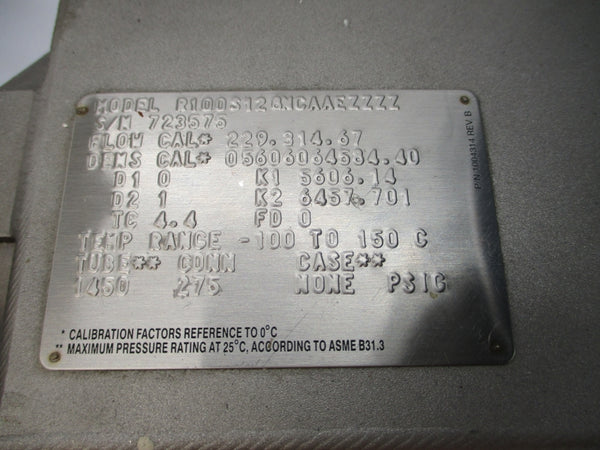 MODEL R100S126NCAAEZZZZ
S/N 723575
FLOW CAL* 229.314.67
DENS CAL* 05606064584.40
D1 0 K1 5606.14
D2 1 K2 6457.701
TC 4.4 FD 0
TEMP RANGE -100 TO 150 C
TUBE** CONN CASE**
1450 275 NONE PSIG
* CALIBRATION FACTORS REFERENCE TO 0°C
** MAXIMUM PRESSURE RATING AT 25°C, ACCORDING TO ASME B31.3
P/N 1004314 REV. B